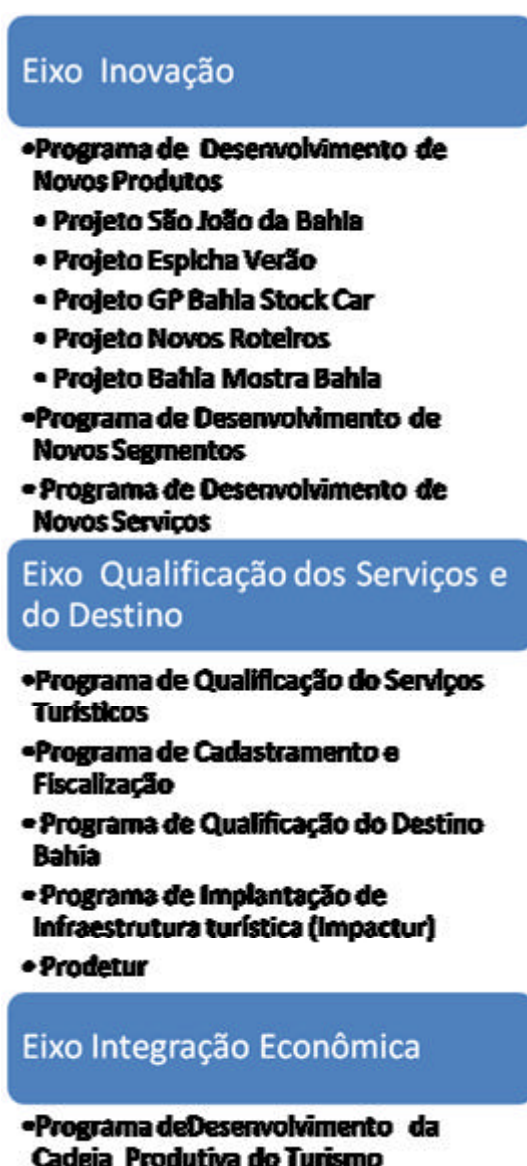 Eixo Inovação
•Programa de Desenvolvimento de
Novos Produtos
• Projeto São João da Bahia
• Projeto Espicha Verão
• Projeto GP Bahia Stock Car
• Projeto Novos Roteiros
• Projeto Bahia Mostra Bahia
•Programa de Desenvolvimento de
Novos Segmentos
• Programa de Desenvolvimento de
Novos Serviços
Eixo Qualificação dos Serviços e
do Destino
•Programa de Qualificação do Serviços
Turísticos
•Programa de Cadastramento e
Fiscalização
• Programa de Qualificação do Destino
Bahia
• Programa de Implantação de
Infraestrutura turística (Impactur)
• Prodetur
Eixo Integração Econômica
•Programa deDesenvolvimento da
Cadeia Produtiva do Turismo